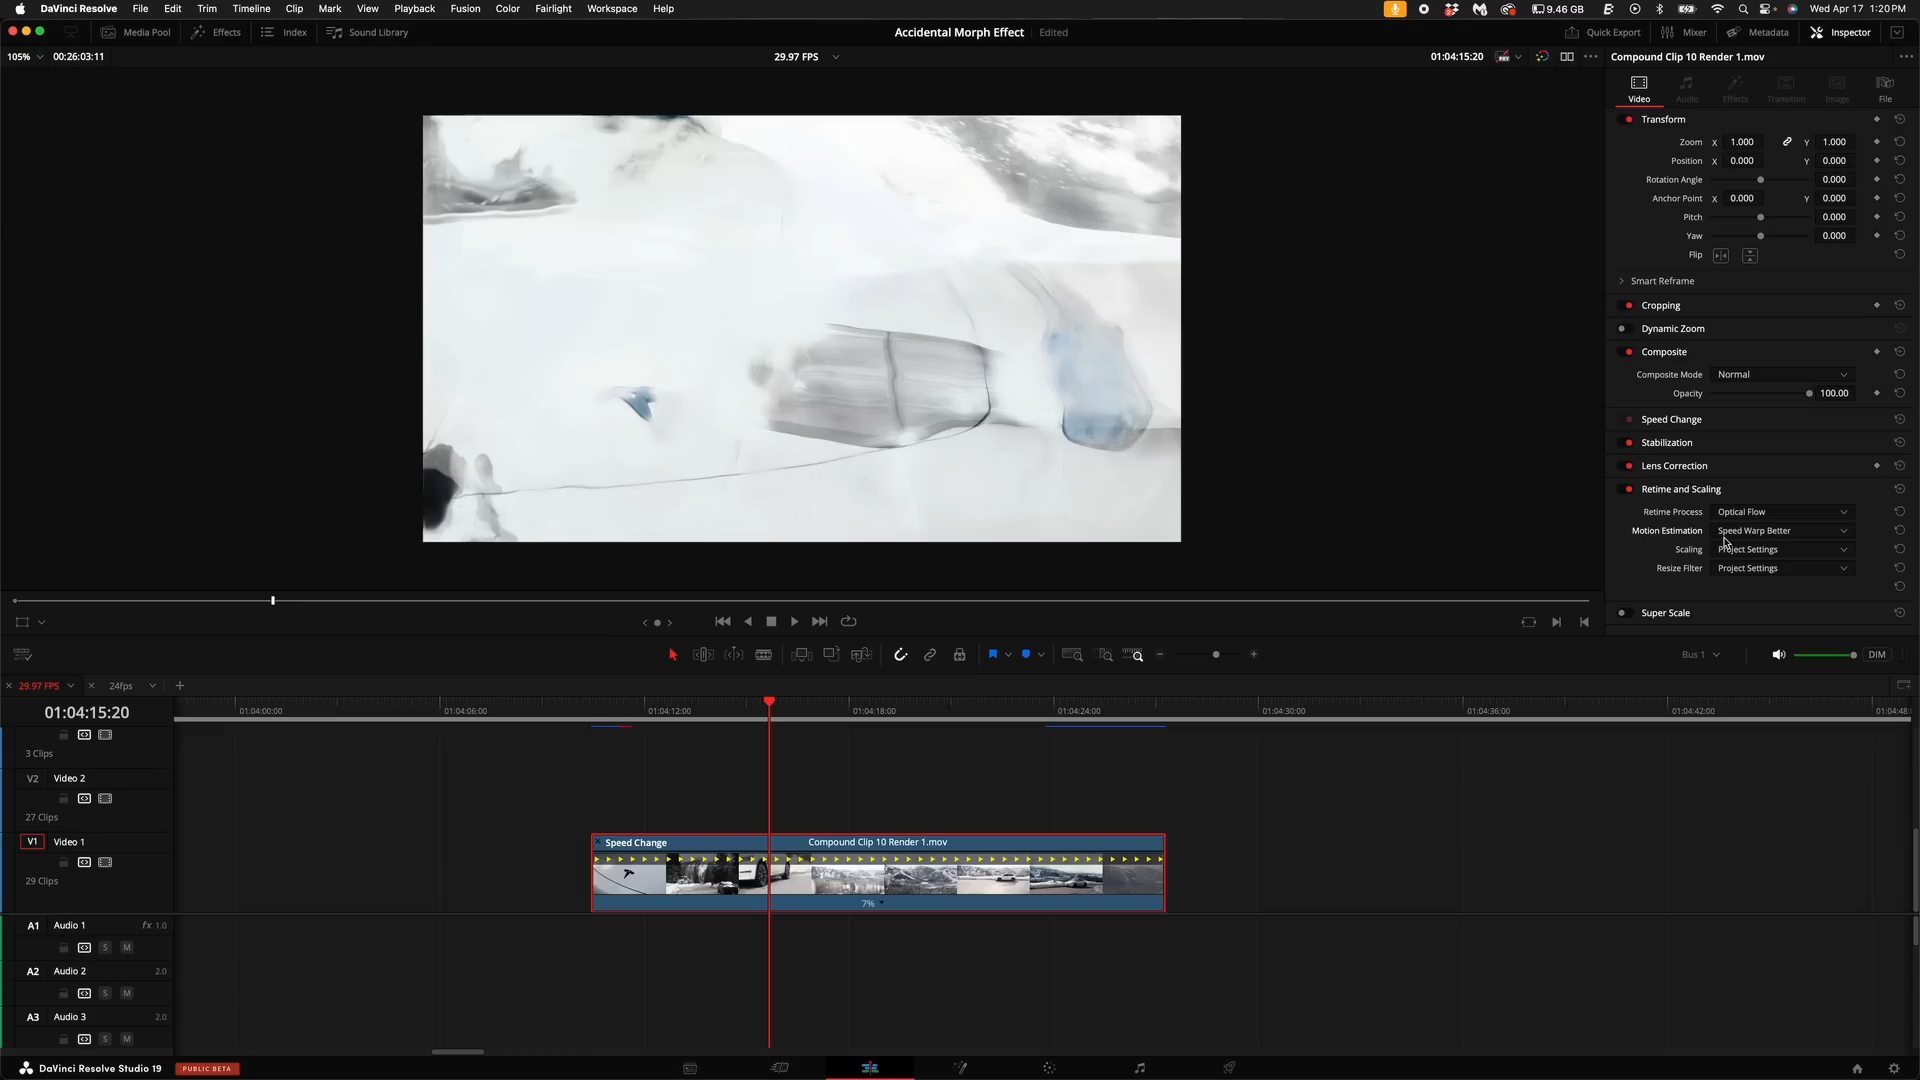 DaVinci Resolve File Edit Trim Timeline Clip Mark View Playback Fusion Color Fairlight Workspace Help 9.46 GB Wed Apr 17 1:20 PM
Media Pool Effects Index Sound Library Accidental Morph Effect Edited Quick Export Mixer Metadata Inspector
105% 00:26:03:11 29.97 FPS 01:04:15:20 Compound Clip 10 Render 1.mov
Video Audio Effects Transition Image File
Transform
Zoom X 1.000 Y 1.000
Position X 0.000 Y 0.000
Rotation Angle 0.000
Anchor Point X 0.000 Y 0.000
Pitch 0.000
Yaw 0.000
Flip
Smart Reframe
Cropping
Dynamic Zoom
Composite
Composite Mode Normal
Opacity 100.00
Speed Change
Stabilization
Lens Correction
Retime and Scaling
Retime Process Optical Flow
Motion Estimation Speed Warp Better
Scaling Project Settings
Resize Filter Project Settings
Super Scale
Bus 1 DIM
29.97 FPS 24fps
01:04:15:20 01:04:00:00 01:04:06:00 01:04:12:00 01:04:18:00 01:04:24:00 01:04:30:00 01:04:36:00 01:04:42:00 01:04:48:
3 Clips
V2 Video 2
27 Clips
V1 Video 1 Speed Change Compound Clip 10 Render 1.mov
29 Clips
7%
A1 Audio 1 fx 1.0
S M
A2 Audio 2 2.0
S M
A3 Audio 3 2.0
S M
DaVinci Resolve Studio 19 PUBLIC BETA